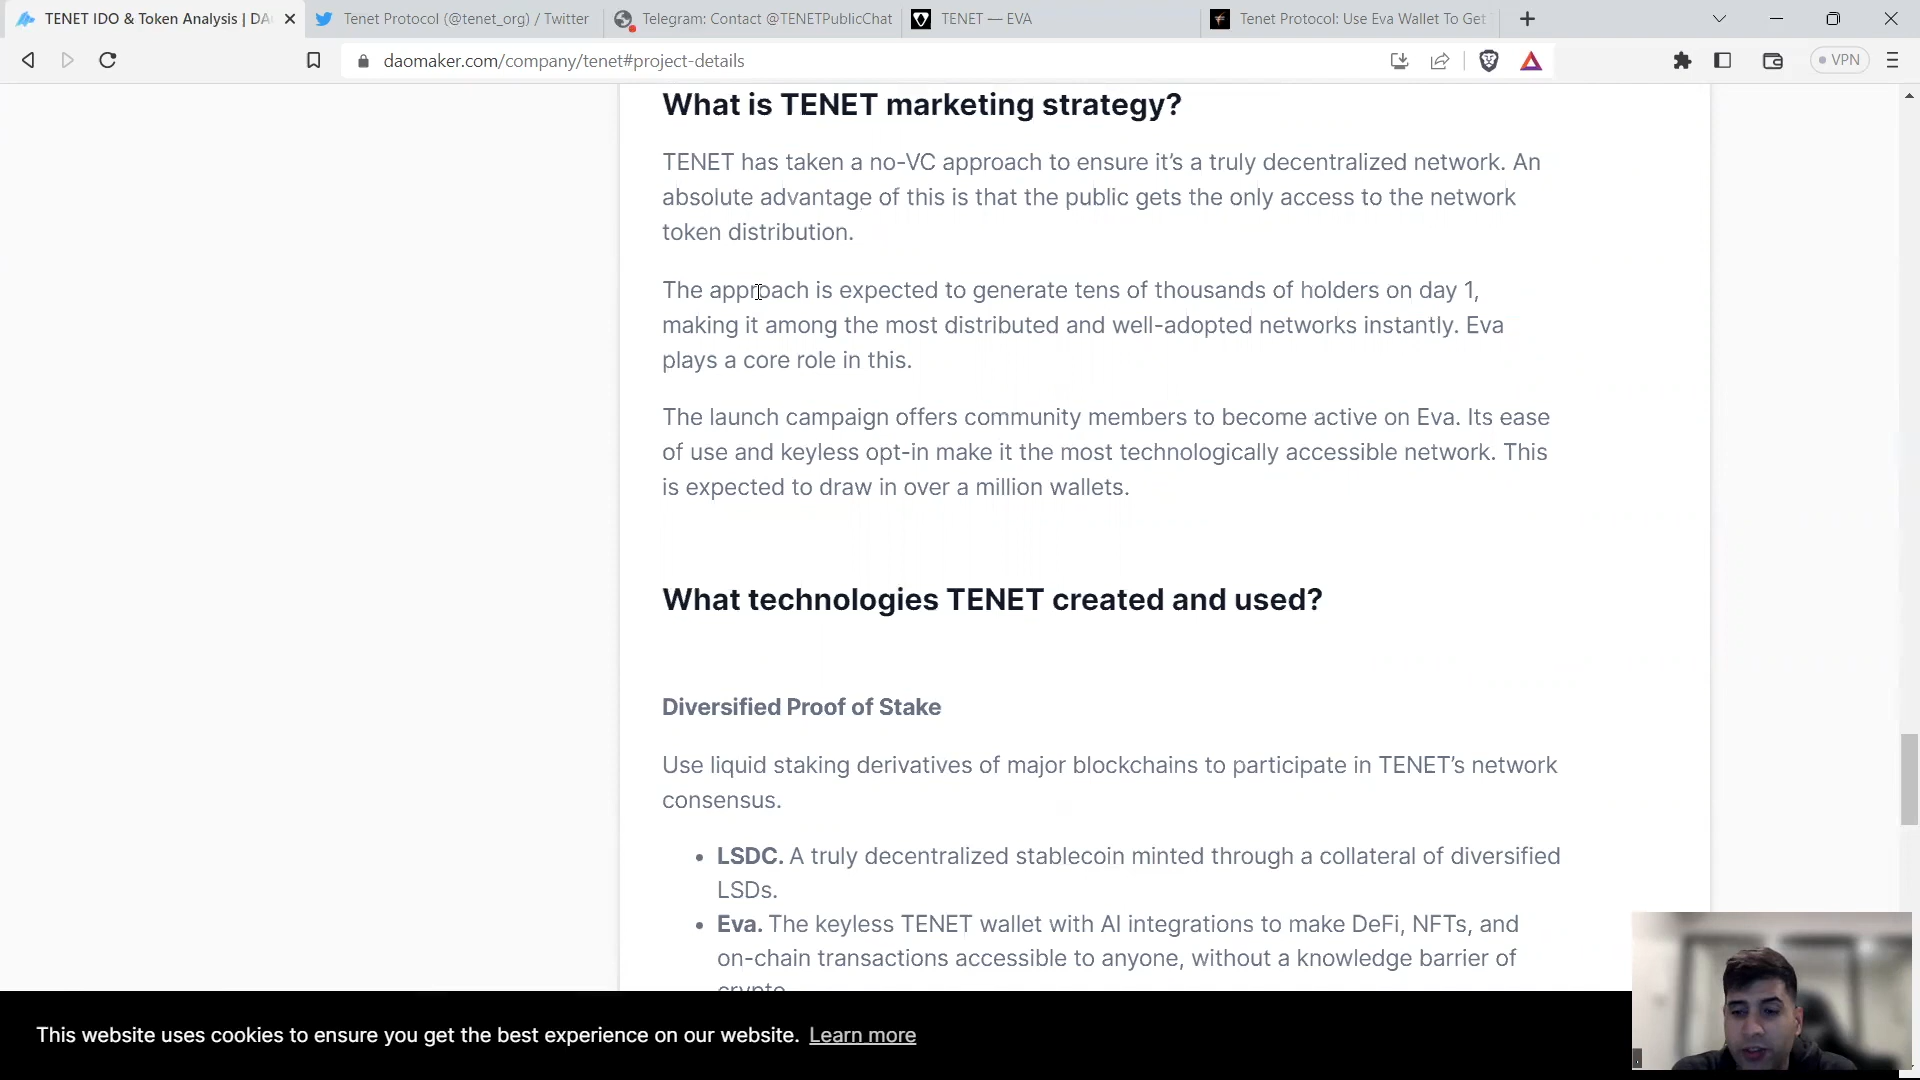 TENET IDO & Token Analysis | DA
Tenet Protocol (@tenet_org) / Twitter
Telegram: Contact @TENETPublicChat
TENET — EVA
Tenet Protocol: Use Eva Wallet To Get
daomaker.com/company/tenet#project-details
VPN
What is TENET marketing strategy?
TENET has taken a no-VC approach to ensure it’s a truly decentralized network. An
absolute advantage of this is that the public gets the only access to the network
token distribution.
The approach is expected to generate tens of thousands of holders on day 1,
making it among the most distributed and well-adopted networks instantly. Eva
plays a core role in this.
The launch campaign offers community members to become active on Eva. Its ease
of use and keyless opt-in make it the most technologically accessible network. This
is expected to draw in over a million wallets.
What technologies TENET created and used?
Diversified Proof of Stake
Use liquid staking derivatives of major blockchains to participate in TENET’s network
consensus.
• LSDC. A truly decentralized stablecoin minted through a collateral of diversified
LSDs.
• Eva. The keyless TENET wallet with AI integrations to make DeFi, NFTs, and
on-chain transactions accessible to anyone, without a knowledge barrier of
crypto
This website uses cookies to ensure you get the best experience on our website. Learn more